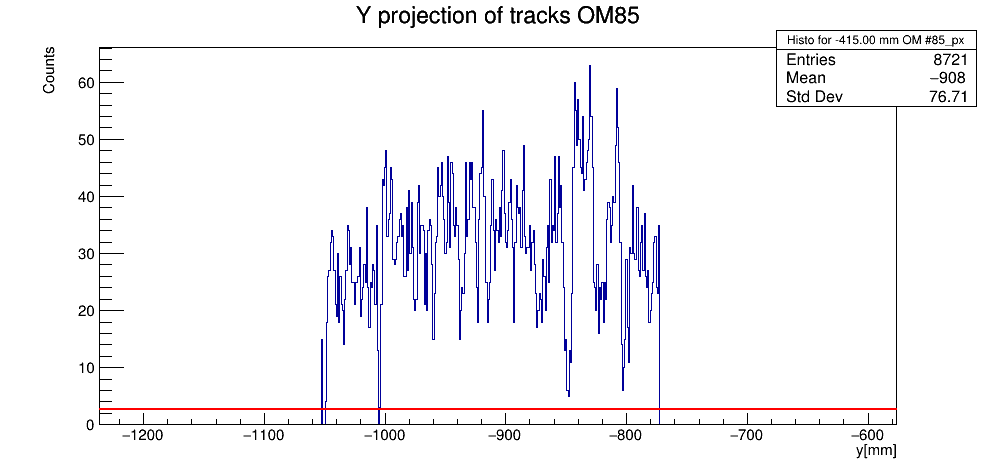 Y projection of tracks OM85
Histo for -415.00 mm OM #85_px
Entries 8721
Mean −908
Std Dev 76.71
Counts
60
50
40
30
20
10
0
−1200 −1100 −1000 −900 −800 −700 −600
y[mm]